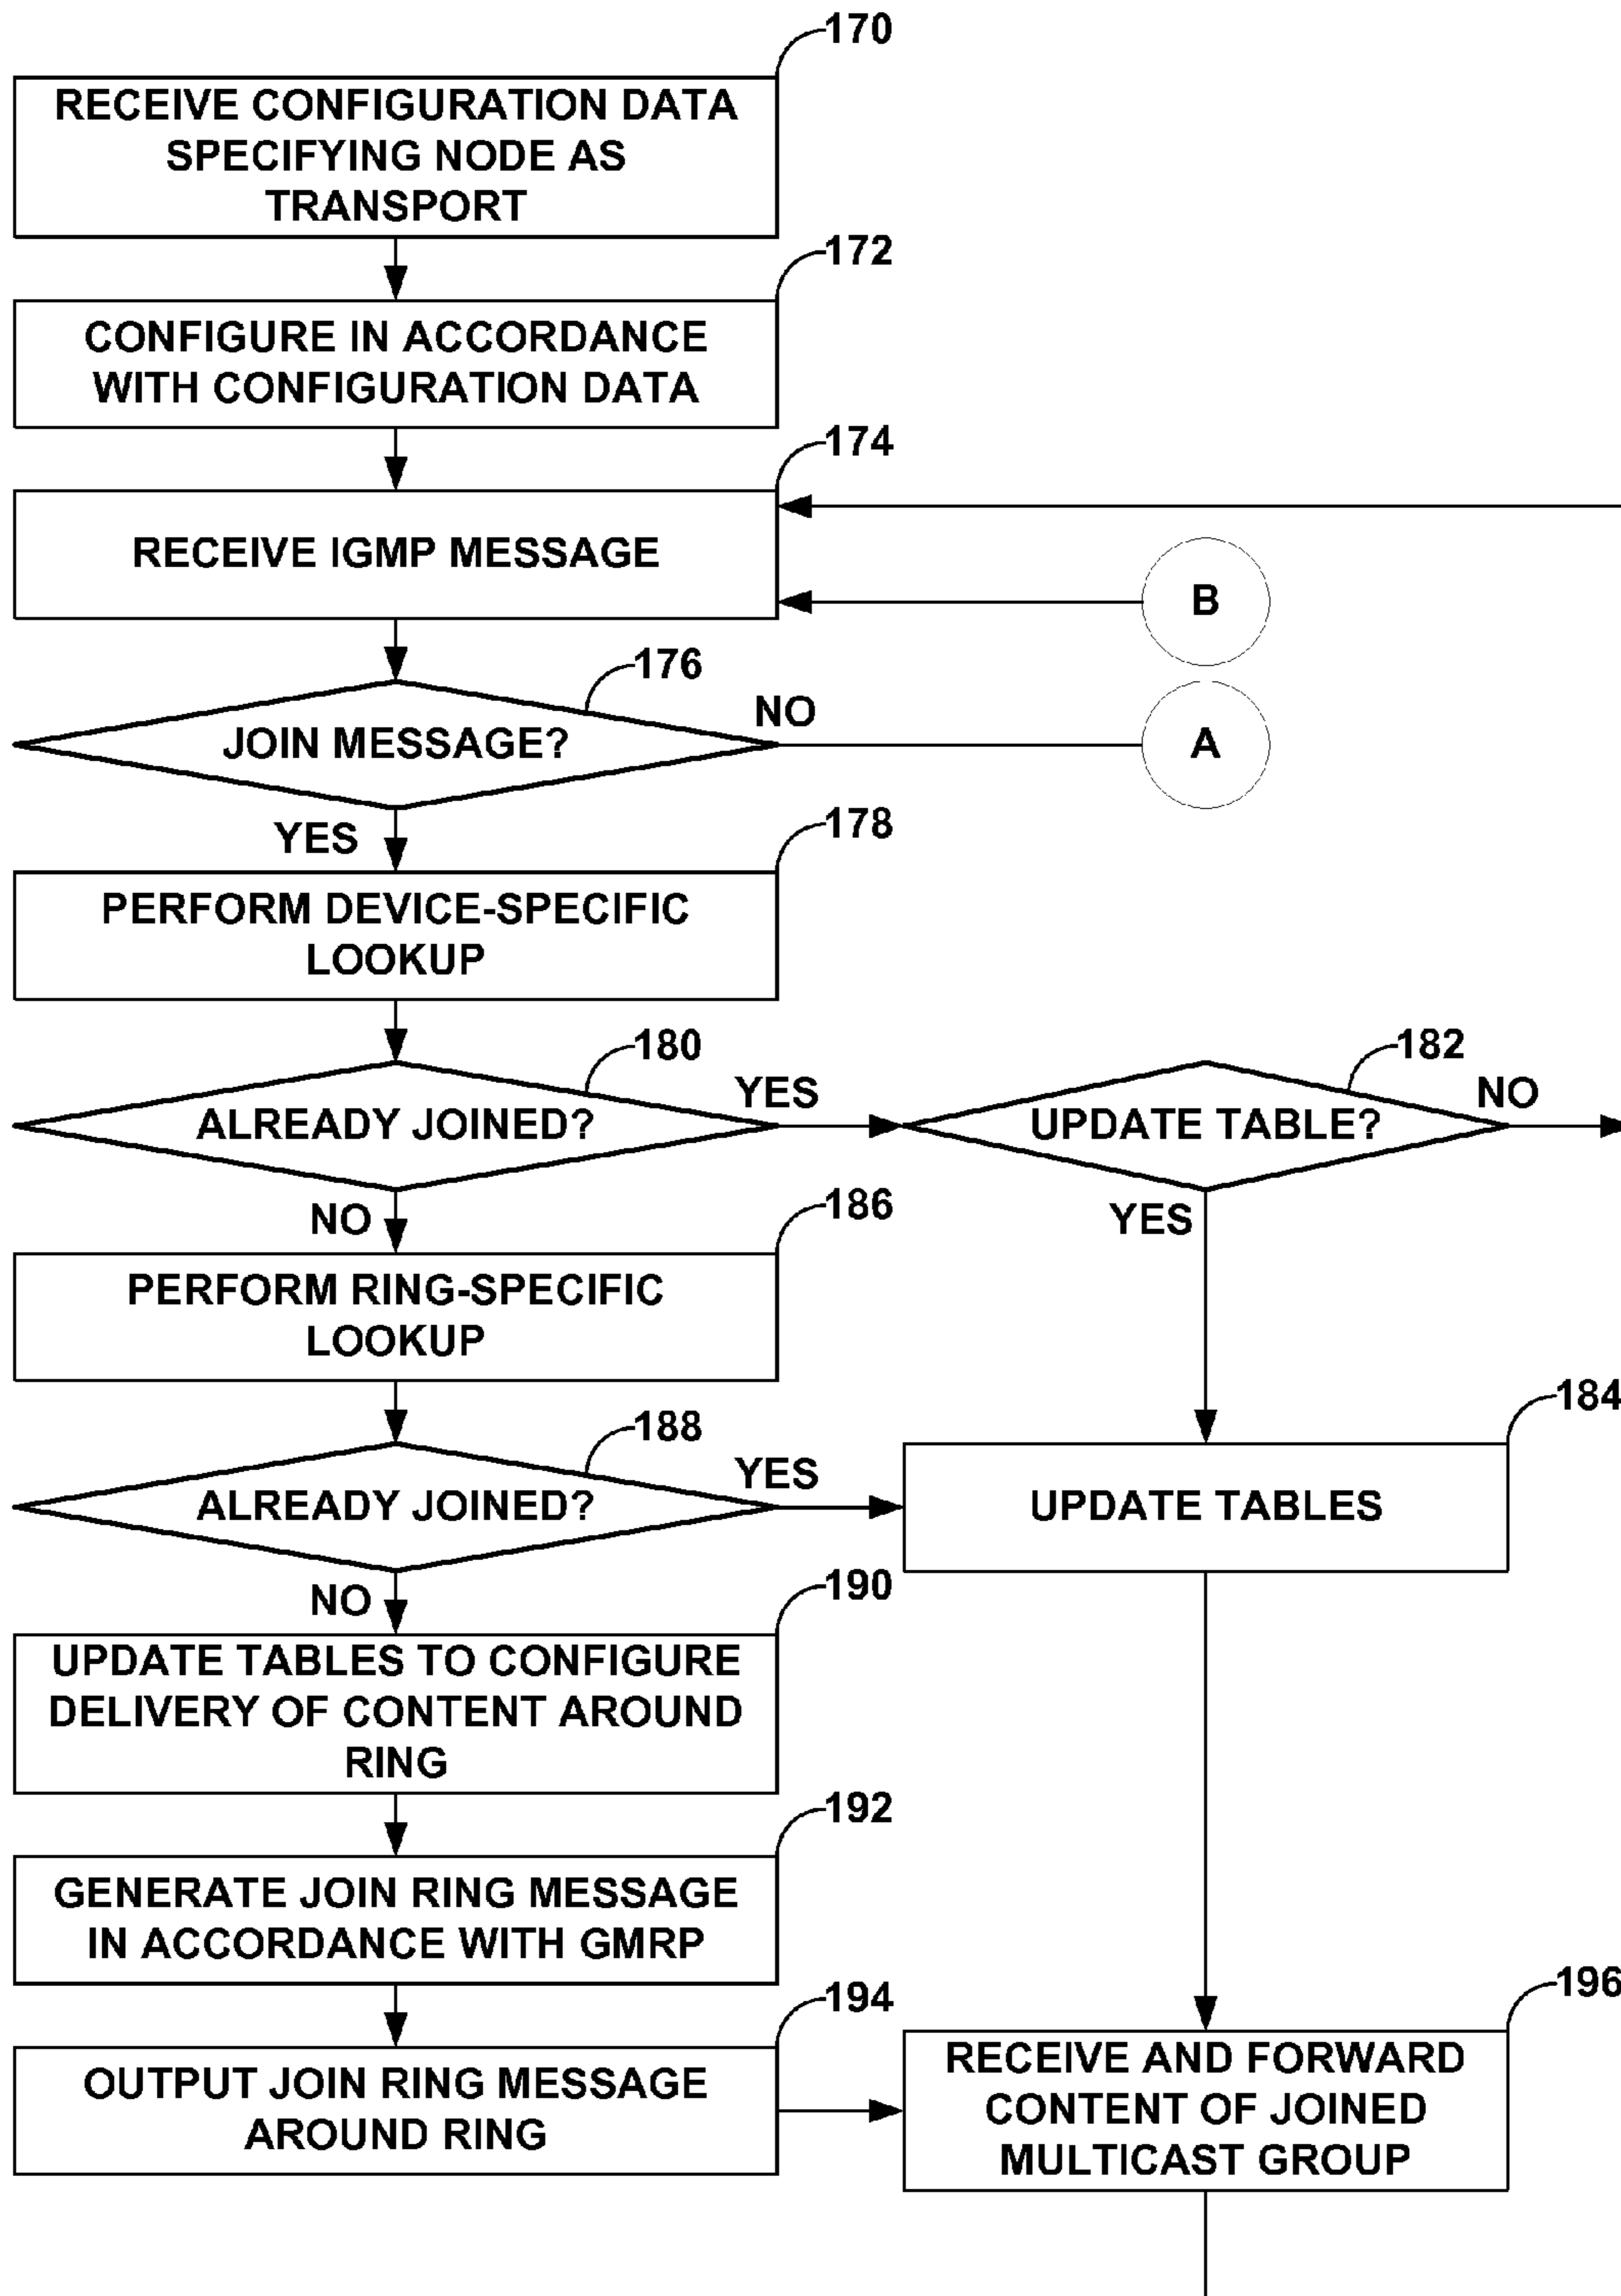 170
RECEIVE CONFIGURATION DATA
SPECIFYING NODE AS
TRANSPORT
172
CONFIGURE IN ACCORDANCE
WITH CONFIGURATION DATA
174
RECEIVE IGMP MESSAGE
B
176
JOIN MESSAGE?
NO
A
YES
178
PERFORM DEVICE-SPECIFIC
LOOKUP
180
ALREADY JOINED?
YES
182
UPDATE TABLE?
NO
NO
YES
186
PERFORM RING-SPECIFIC
LOOKUP
188
ALREADY JOINED?
YES
184
UPDATE TABLES
NO
190
UPDATE TABLES TO CONFIGURE
DELIVERY OF CONTENT AROUND
RING
192
GENERATE JOIN RING MESSAGE
IN ACCORDANCE WITH GMRP
194
OUTPUT JOIN RING MESSAGE
AROUND RING
196
RECEIVE AND FORWARD
CONTENT OF JOINED
MULTICAST GROUP